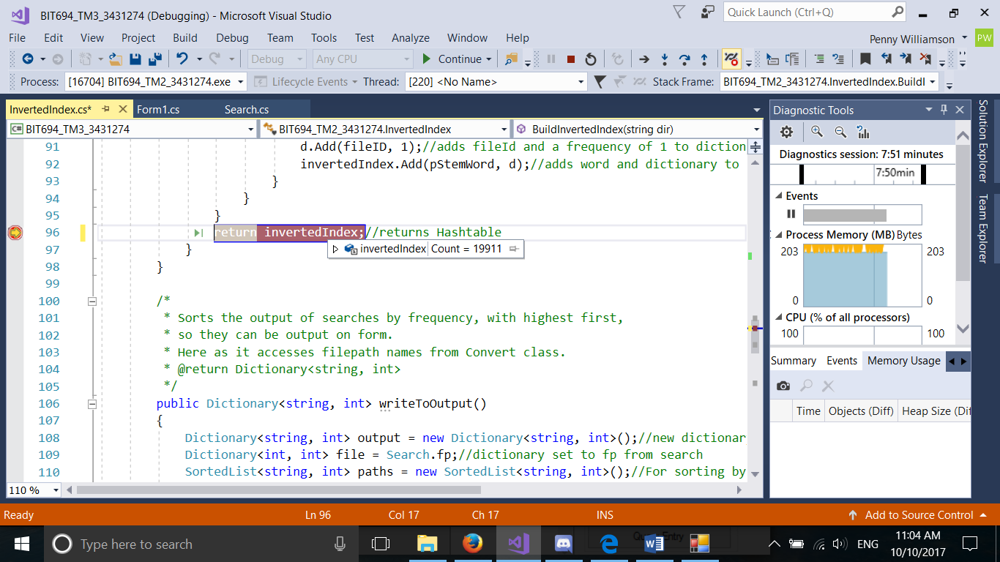 BIT694_TM3_3431274 (Debugging) - Microsoft Visual Studio
Quick Launch (Ctrl+Q)
File Edit View Project Build Debug Team Tools Test Analyze Window Help
Penny Williamson PW
Debug Any CPU Continue
Process: [16704] BIT694_TM2_3431274.exe Lifecycle Events Thread: [220] <No Name> Stack Frame: BIT694_TM2_3431274.InvertedIndex.BuildI
InvertedIndex.cs* Form1.cs Search.cs
C# BIT694_TM3_3431274 BIT694_TM2_3431274.InvertedIndex BuildInvertedIndex(string dir)
91 d.Add(fileID, 1);//adds fileId and a frequency of 1 to diction
92 invertedIndex.Add(pStemWord, d);//adds word and dictionary to
93 }
94 }
95 }
96 return invertedIndex;//returns Hashtable
invertedIndex Count = 19911
97 }
98 }
99
100 /*
101 * Sorts the output of searches by frequency, with highest first,
102 * so they can be output on form.
103 * Here as it accesses filepath names from Convert class.
104 * @return Dictionary<string, int>
105 */
106 public Dictionary<string, int> writeToOutput()
107 {
108 Dictionary<string, int> output = new Dictionary<string, int>();//new dictionar
109 Dictionary<int, int> file = Search.fp;//dictionary set to fp from search
110 SortedList<string, int> paths = new SortedList<string, int>();//For sorting by
110 %
Diagnostic Tools
Diagnostics session: 7:51 minutes
7:50min
Events
Process Memory (MB) Bytes
203 203
0 0
CPU (% of all processors)
100 100
Summary Events Memory Usage
Time Objects (Diff) Heap Size (Dif
Solution Explorer
Team Explorer
Ready Ln 96 Col 17 Ch 17 INS Add to Source Control
Type here to search
Entry
ENG
11:04 AM
10/10/2017